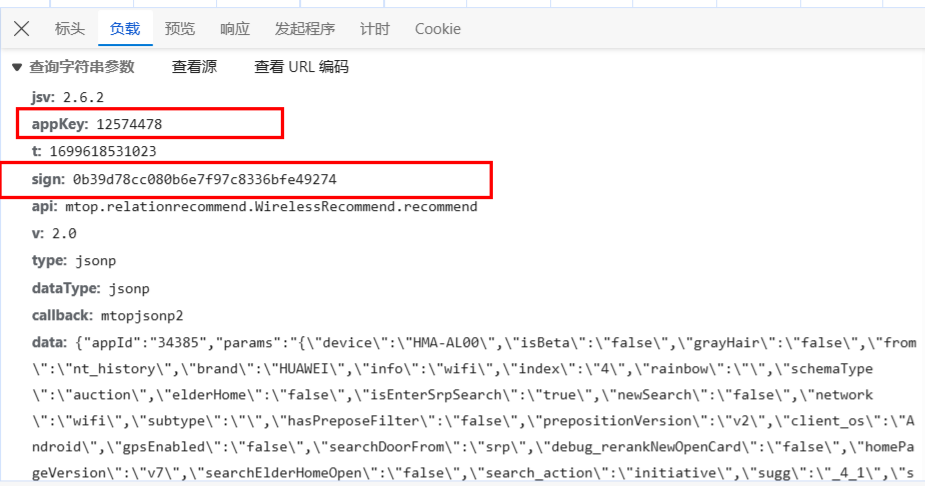 标头 负载 预览 响应 发起程序 计时 Cookie
查询字符串参数 查看源 查看 URL 编码
jsv: 2.6.2
appKey: 12574478
t: 1699618531023
sign: 0b39d78cc080b6e7f97c8336bfe49274
api: mtop.relationrecommend.WirelessRecommend.recommend
v: 2.0
type: jsonp
dataType: jsonp
callback: mtopjsonp2
data: {"appId":"34385","params":"{\"device\":\"HMA-AL00\",\"isBeta\":\"false\",\"grayHair\":\"false\",\"from
\":\"nt_history\",\"brand\":\"HUAWEI\",\"info\":\"wifi\",\"index\":\"4\",\"rainbow\":\"\",\"schemaType
\":\"auction\",\"elderHome\":\"false\",\"isEnterSrpSearch\":\"true\",\"newSearch\":\"false\",\"network
\":\"wifi\",\"subtype\":\"\",\"hasPreposeFilter\":\"false\",\"prepositionVersion\":\"v2\",\"client_os\":\"A
ndroid\",\"gpsEnabled\":\"false\",\"searchDoorFrom\":\"srp\",\"debug_rerankNewOpenCard\":\"false\",\"homePa
geVersion\":\"v7\",\"searchElderHomeOpen\":\"false\",\"search_action\":\"initiative\",\"sugg\":\"_4_1\",\"s